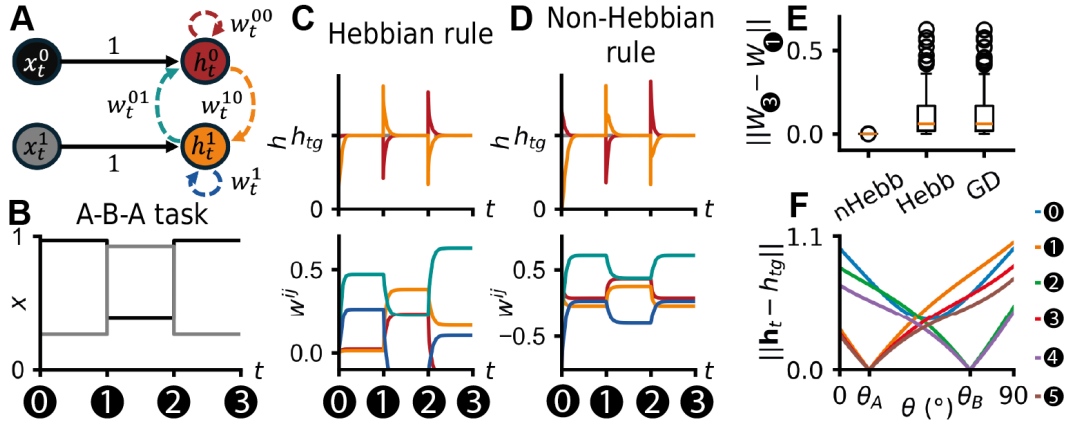 A
x_t^0
1
h_t^0
w_t^00
w_t^01
w_t^10
x_t^1
1
h_t^1
w_t^1
B
A-B-A task
1
x
0
t
0
1
2
3
C
Hebbian rule
h
h_tg
0
t
w^ij
0.5
0.0
t
0
1
2
3
D
Non-Hebbian
rule
h
h_tg
0
t
w^ij
0.5
−0.5
t
0
1
2
3
E
||w_3 − w_1||
0.5
0.0
nHebb
Hebb
GD
F
||h_t − h_tg||
1.1
0.0
0
θ_A
θ (°)
θ_B
90
0
1
2
3
4
5